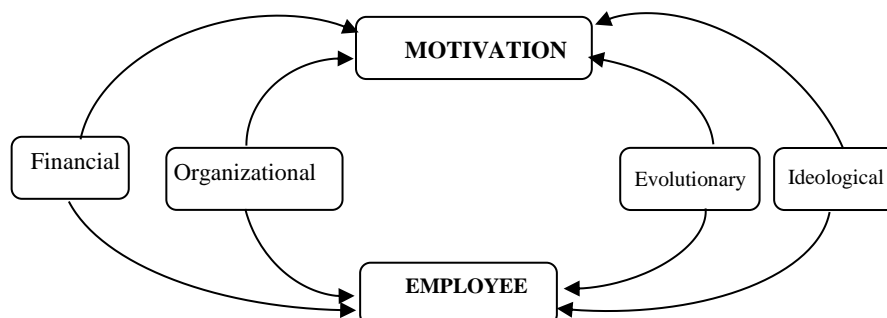 MOTIVATION
Financial
Organizational
Evolutionary
Ideological
EMPLOYEE